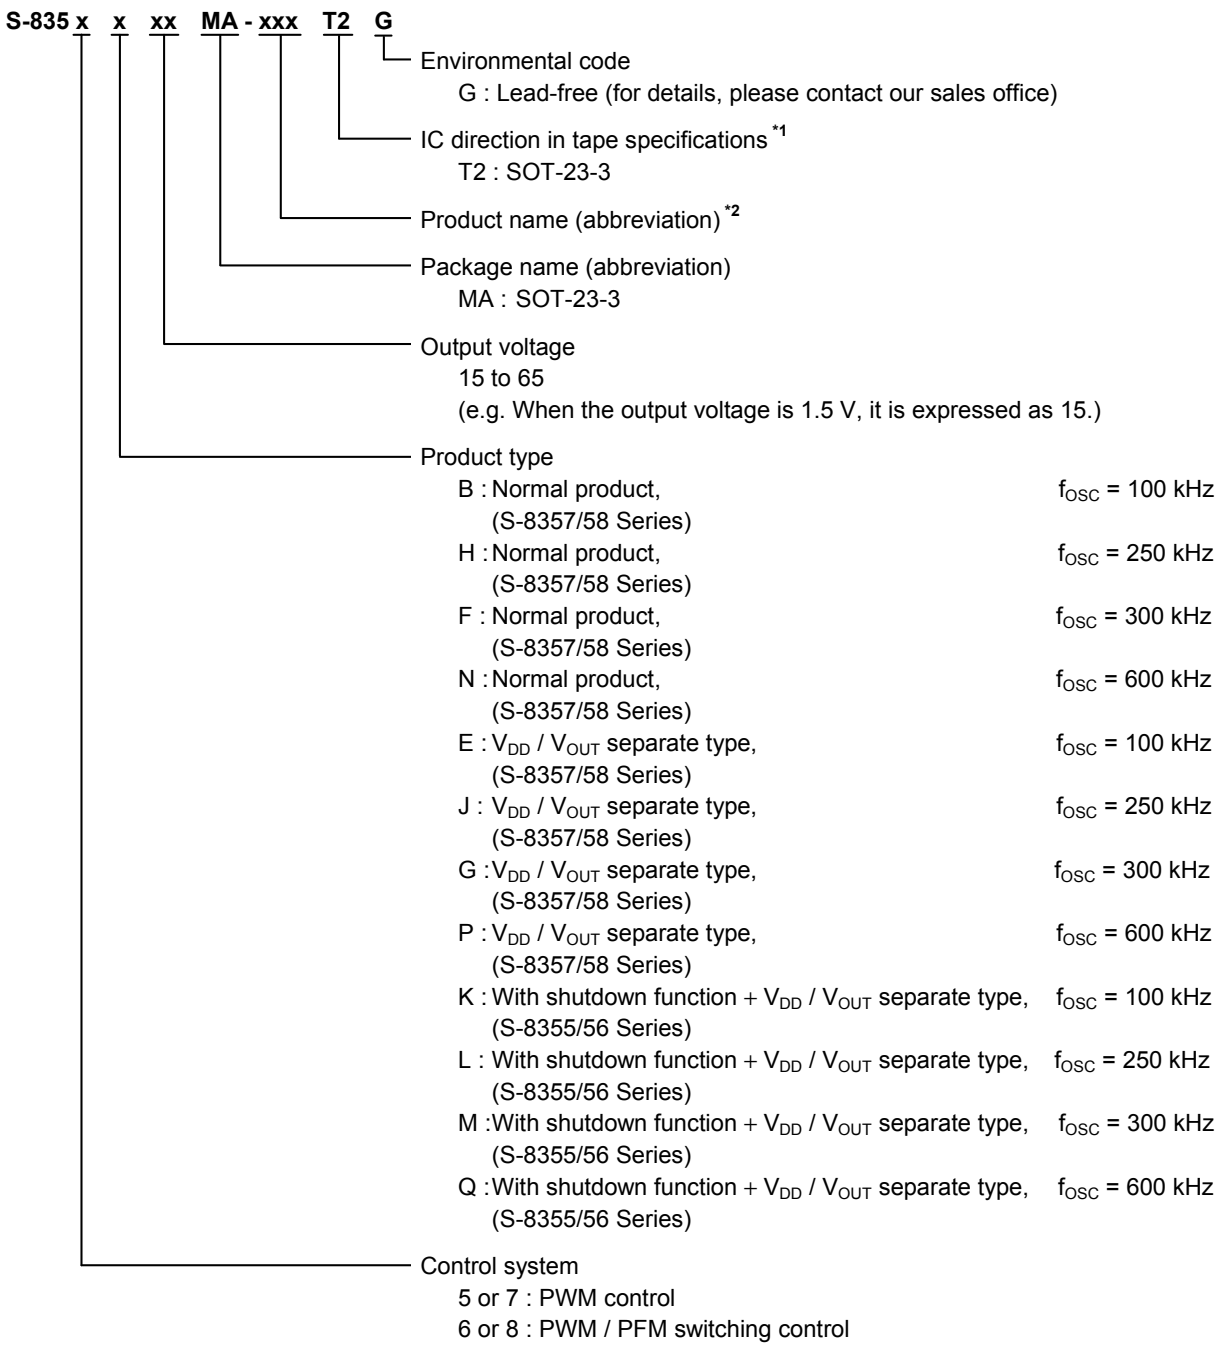 S-835 x x xx MA - xxx T2 G
Environmental code
G : Lead-free (for details, please contact our sales office)
IC direction in tape specifications *1
T2 : SOT-23-3
Product name (abbreviation) *2
Package name (abbreviation)
MA : SOT-23-3
Output voltage
15 to 65
(e.g. When the output voltage is 1.5 V, it is expressed as 15.)
Product type
B : Normal product, fOSC = 100 kHz
(S-8357/58 Series)
H : Normal product, fOSC = 250 kHz
(S-8357/58 Series)
F : Normal product, fOSC = 300 kHz
(S-8357/58 Series)
N : Normal product, fOSC = 600 kHz
(S-8357/58 Series)
E : VDD / VOUT separate type, fOSC = 100 kHz
(S-8357/58 Series)
J : VDD / VOUT separate type, fOSC = 250 kHz
(S-8357/58 Series)
G : VDD / VOUT separate type, fOSC = 300 kHz
(S-8357/58 Series)
P : VDD / VOUT separate type, fOSC = 600 kHz
(S-8357/58 Series)
K : With shutdown function + VDD / VOUT separate type, fOSC = 100 kHz
(S-8355/56 Series)
L : With shutdown function + VDD / VOUT separate type, fOSC = 250 kHz
(S-8355/56 Series)
M : With shutdown function + VDD / VOUT separate type, fOSC = 300 kHz
(S-8355/56 Series)
Q : With shutdown function + VDD / VOUT separate type, fOSC = 600 kHz
(S-8355/56 Series)
Control system
5 or 7 : PWM control
6 or 8 : PWM / PFM switching control